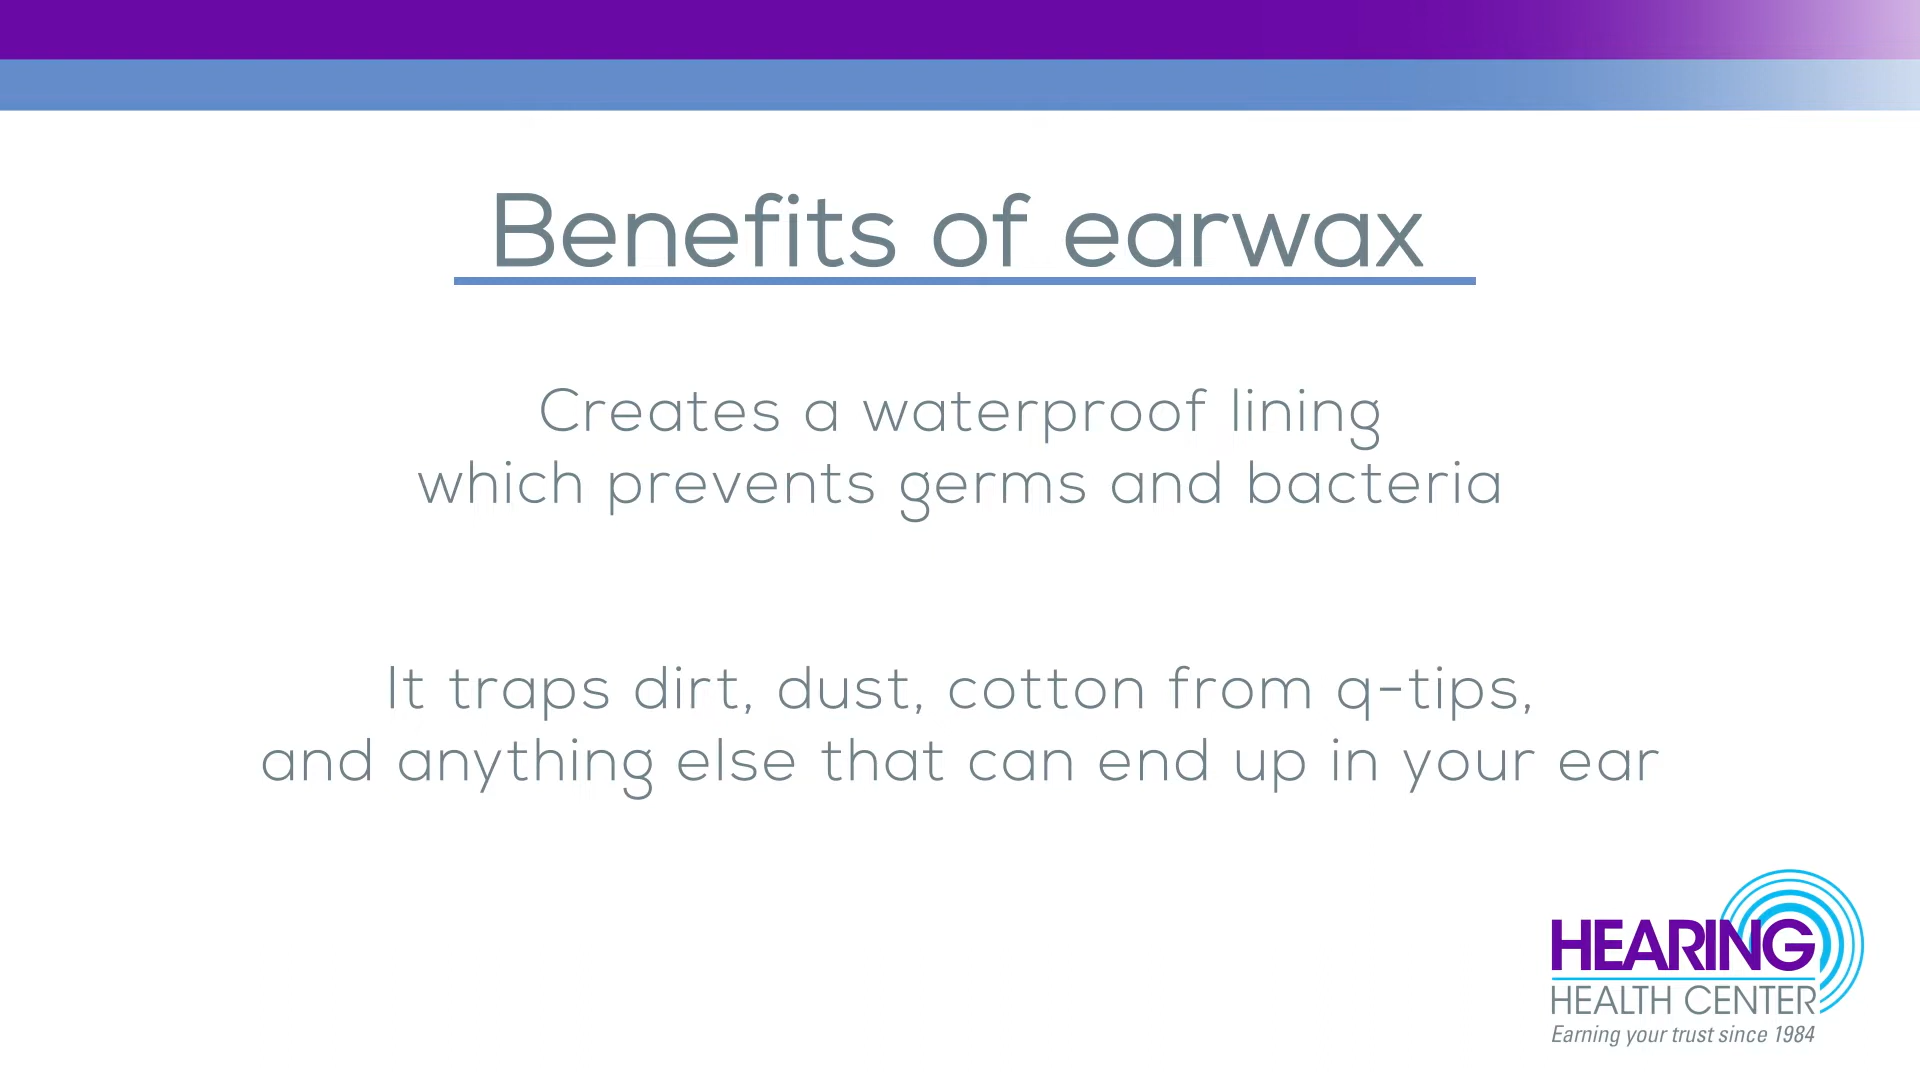 Benefits of earwax
Creates a waterproof lining
which prevents germs and bacteria
It traps dirt, dust, cotton from q-tips,
and anything else that can end up in your ear
HEARING
HEALTH CENTER
Earning your trust since 1984